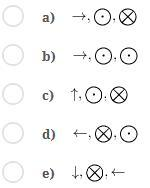 a) →, ⊙, ⊗
b) →, ⊙, ⊙
c) ↑, ⊙, ⊗
d) ←, ⊗, ⊙
e) ↓, ⊗, ←